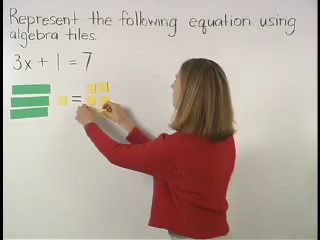 Represent the following equation using
algebra tiles.
3x + 1 = 7
=